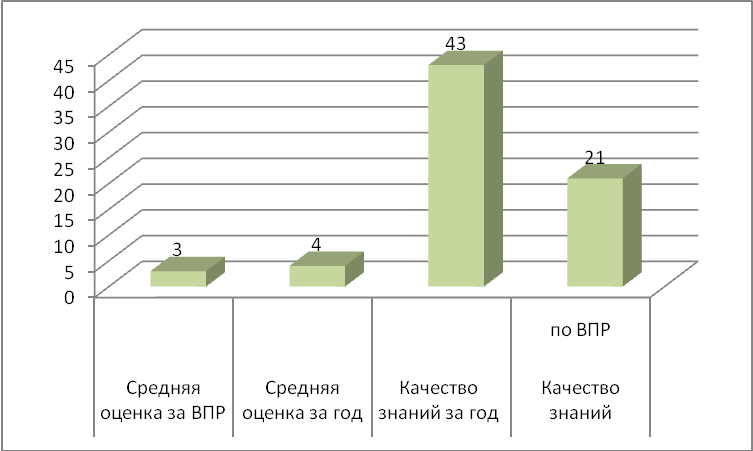 43
45
40
35
30
25
20
15
10
5
0
21
3
4
по ВПР
Средняя
оценка за ВПР
Средняя
оценка за год
Качество
знаний за год
Качество
знаний